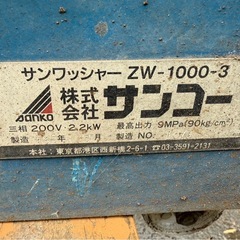 サンワッシャー ZW-1000-3
Sanko 株式会社 サンコー
三相 200V 2.2kW 最高出力 9MPa(90kg/cm²)
製造 年 月 製造 NO.
本社：東京都港区西新橋2-6-1 ☎03-3591-2131